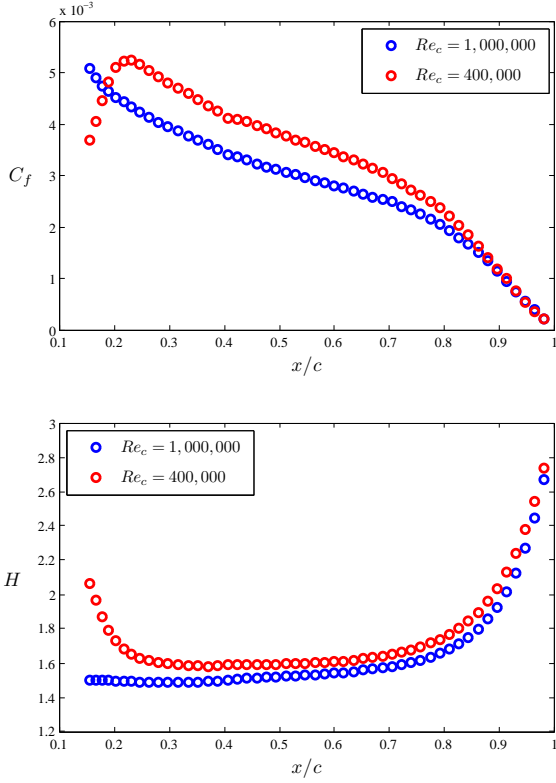 × 10⁻³
6
5
4
3
2
1
0
C_f
Re_c = 1,000,000
Re_c = 400,000
0.1 0.2 0.3 0.4 0.5 0.6 0.7 0.8 0.9 1
x/c
3
2.8
2.6
2.4
2.2
2
1.8
1.6
1.4
1.2
H
Re_c = 1,000,000
Re_c = 400,000
0.1 0.2 0.3 0.4 0.5 0.6 0.7 0.8 0.9 1
x/c